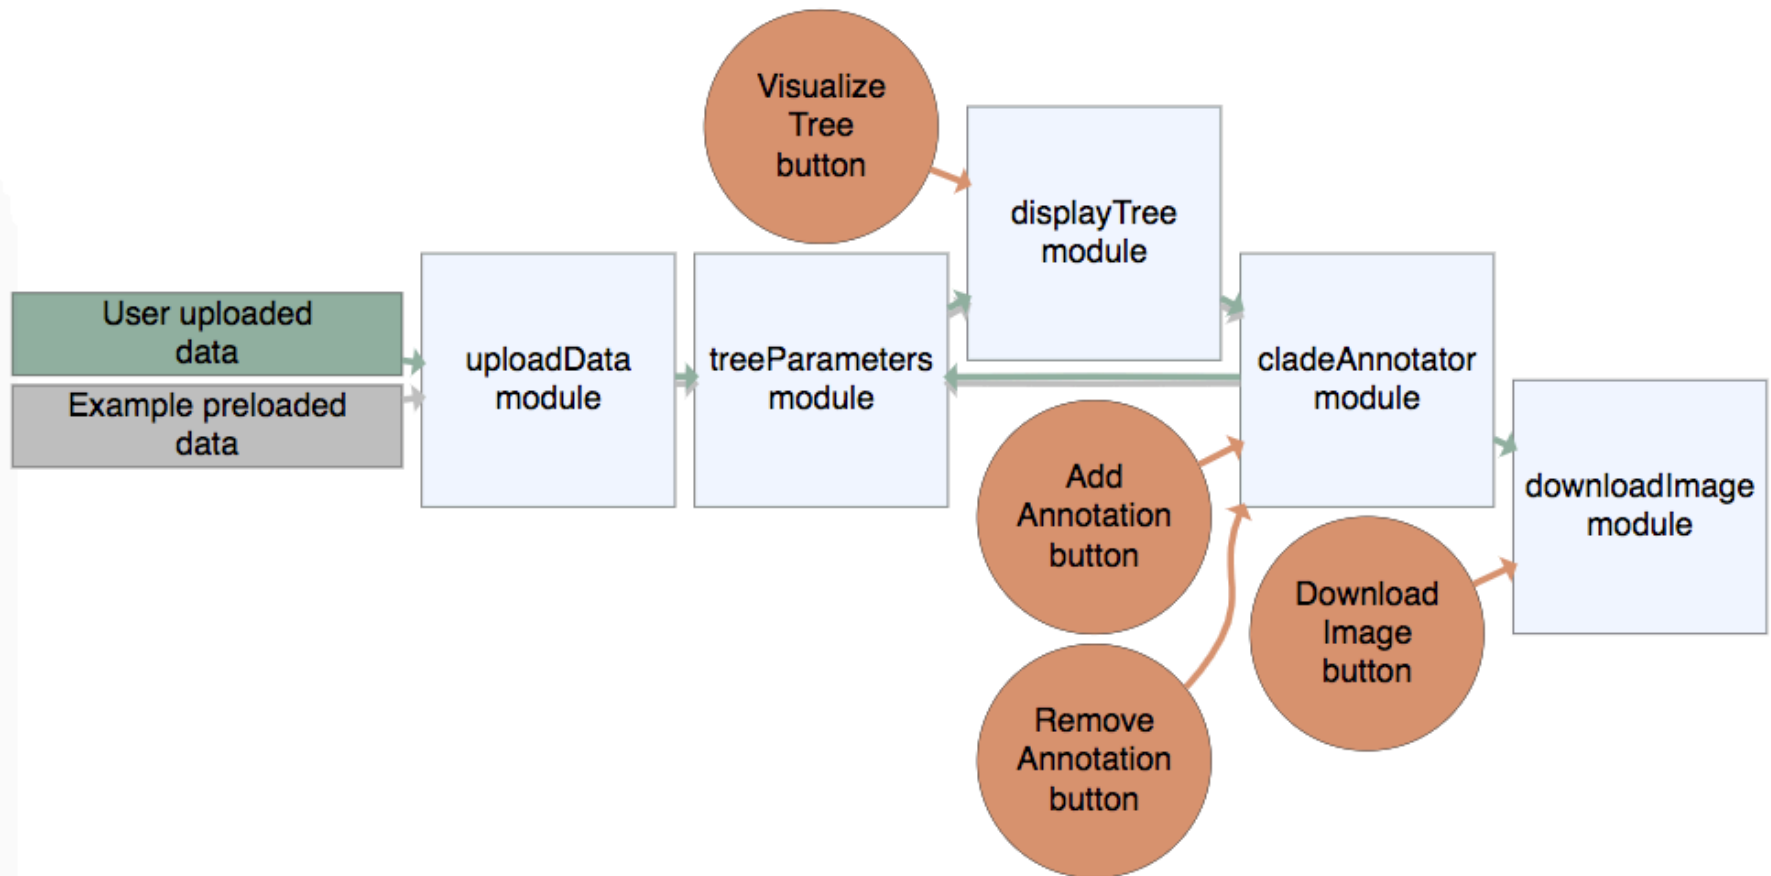 Visualize
Tree
button
displayTree
module
User uploaded
data
Example preloaded
data
uploadData
module
treeParameters
module
cladeAnnotator
module
Add
Annotation
button
downloadImage
module
Download
Image
button
Remove
Annotation
button